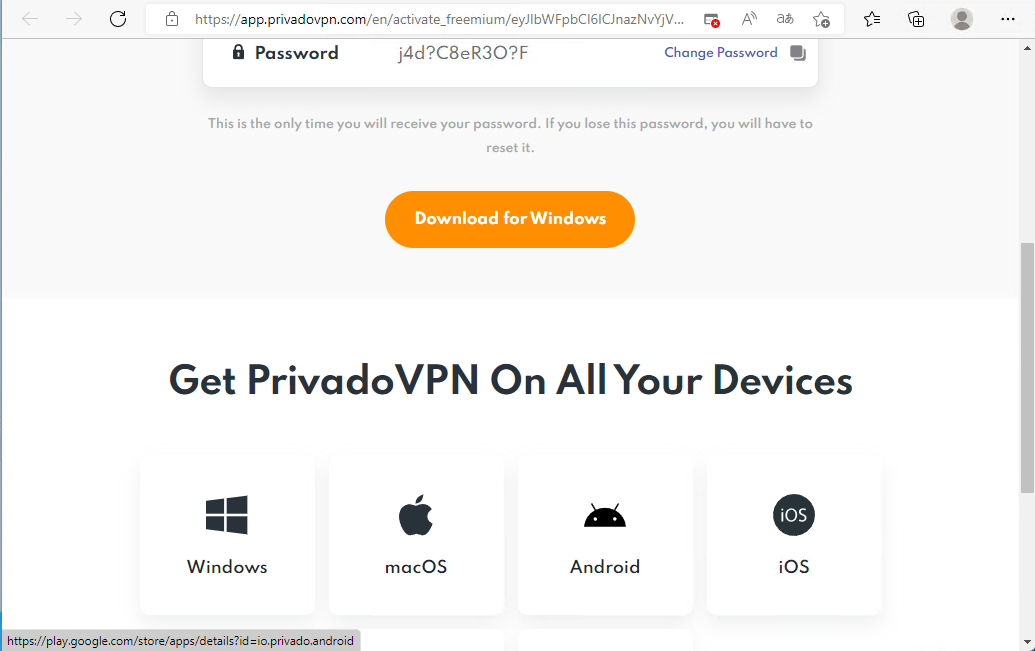 https://app.privadovpn.com/en/activate_freemium/eyJlbWFpbCI6ICJnazNvYjV...
Password j4d?C8eR3O?F Change Password
This is the only time you will receive your password. If you lose this password, you will have to
reset it.
Download for Windows
Get PrivadoVPN On All Your Devices
iOS
Windows macOS Android iOS
https://play.google.com/store/apps/details?id=io.privado.android